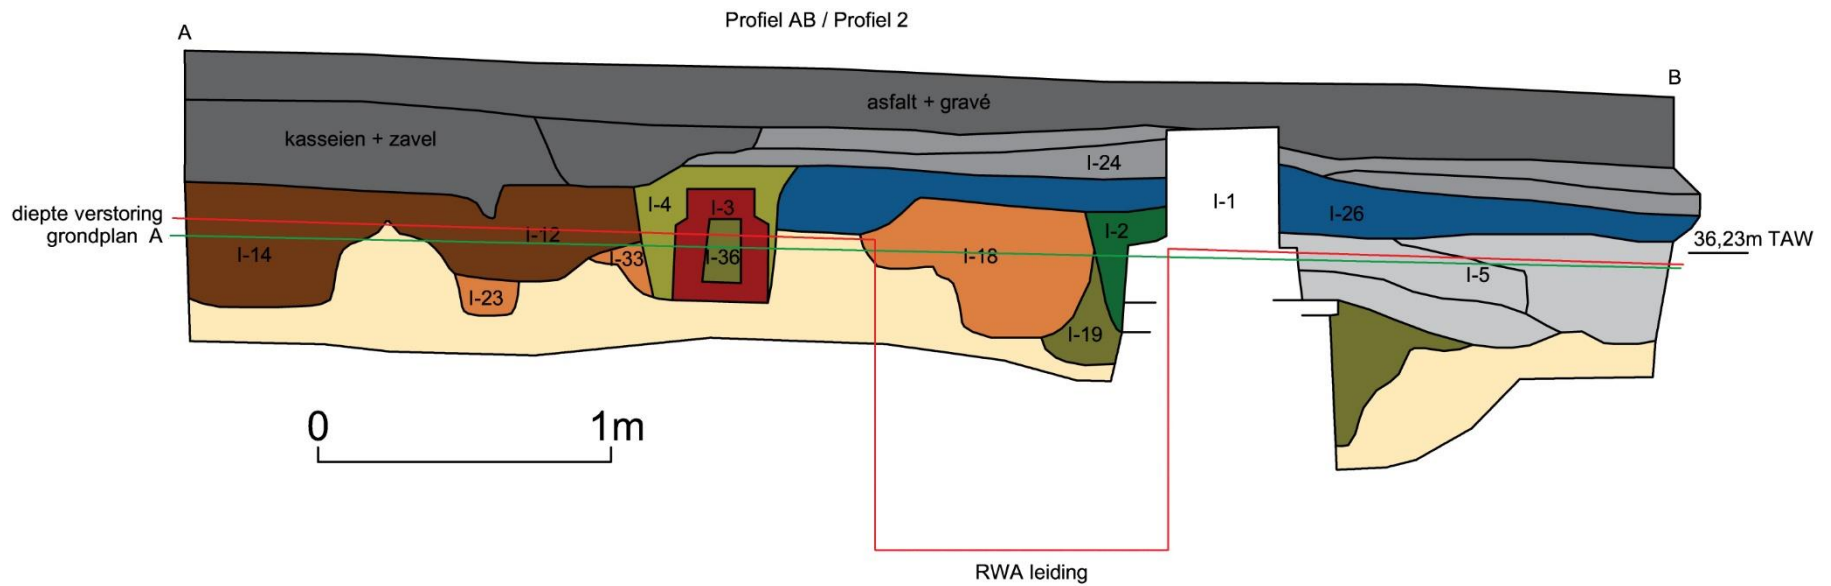 Profiel AB / Profiel 2
A
B
asfalt + gravé
kasseien + zavel
I-24
I-4
I-3
I-1
diepte verstoring
I-26
grondplan A
I-12
I-2
36,23m TAW
I-14
I-33
I-36
I-18
I-5
I-23
I-19
0
1m
RWA leiding